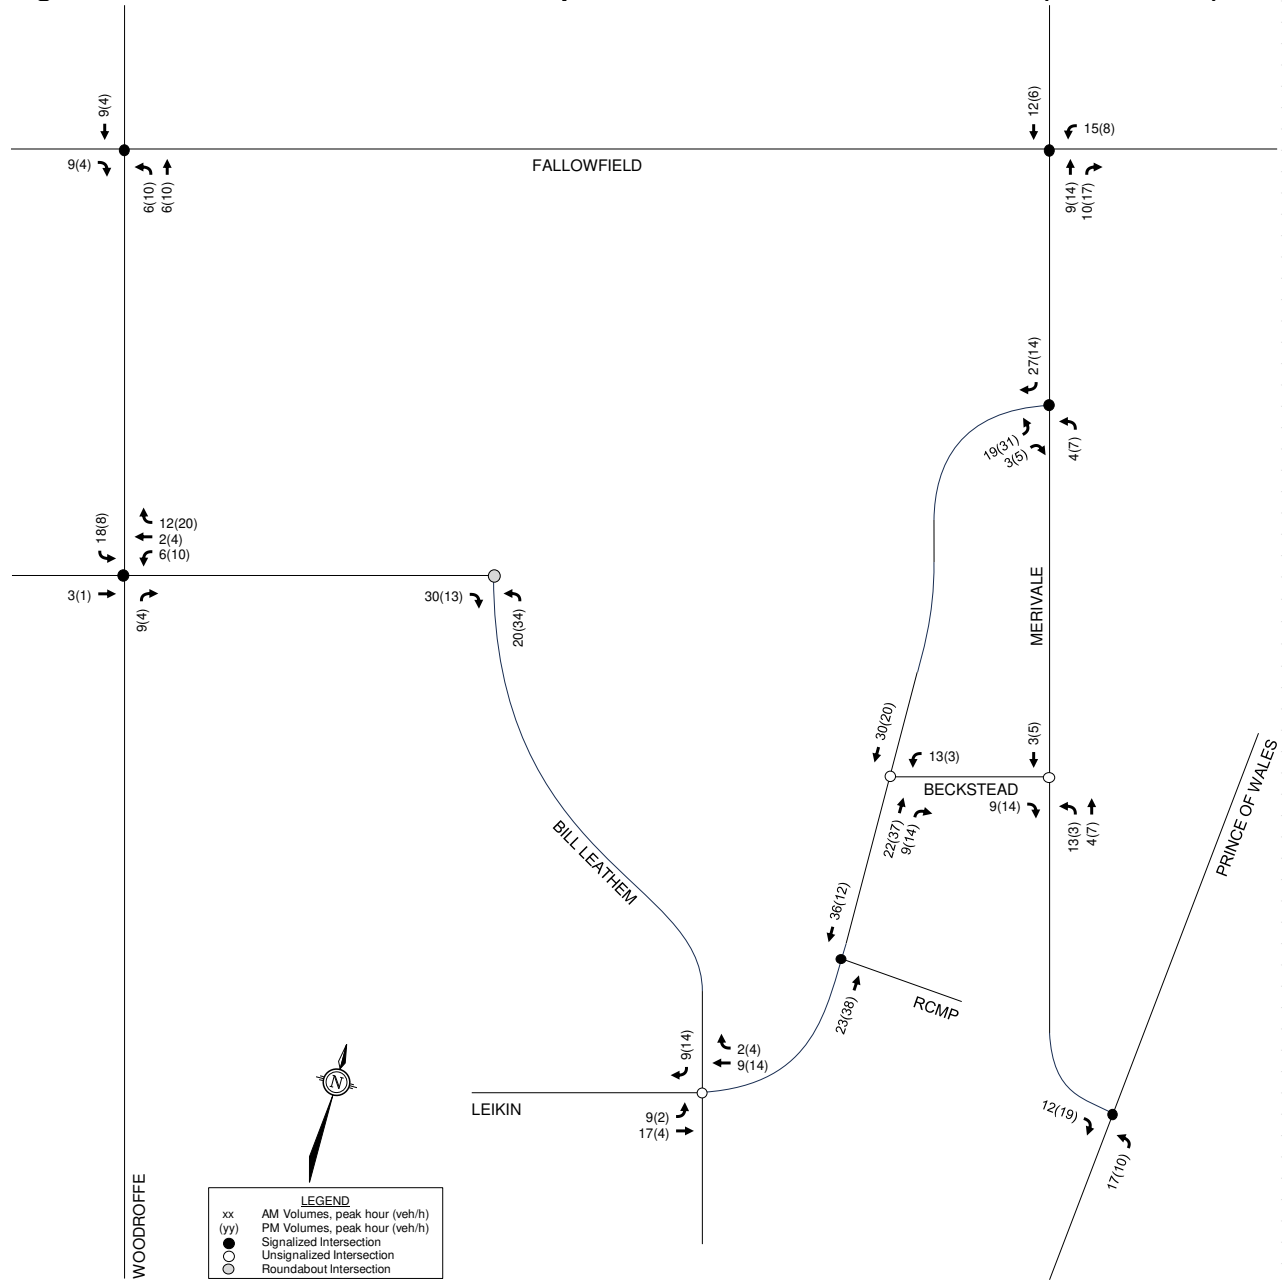 9(4)
12(6)
15(8)
9(4)
FALLOWFIELD
6(10)
6(10)
9(14)
10(17)
27(14)
19(31)
3(5)
4(7)
18(8)
12(20)
2(4)
6(10)
3(1)
9(4)
30(13)
20(34)
MERIVALE
30(20)
13(3)
3(5)
BECKSTEAD
9(14)
22(37)
9(14)
13(3)
4(7)
PRINCE OF WALES
BILL LEATHEM
36(12)
RCMP
23(38)
9(14)
2(4)
9(14)
LEIKIN
9(2)
17(4)
12(19)
17(10)
N
WOODROFFE
LEGEND
xx AM Volumes, peak hour (veh/h)
(yy) PM Volumes, peak hour (veh/h)
Signalized Intersection
Unsignalized Intersection
Roundabout Intersection